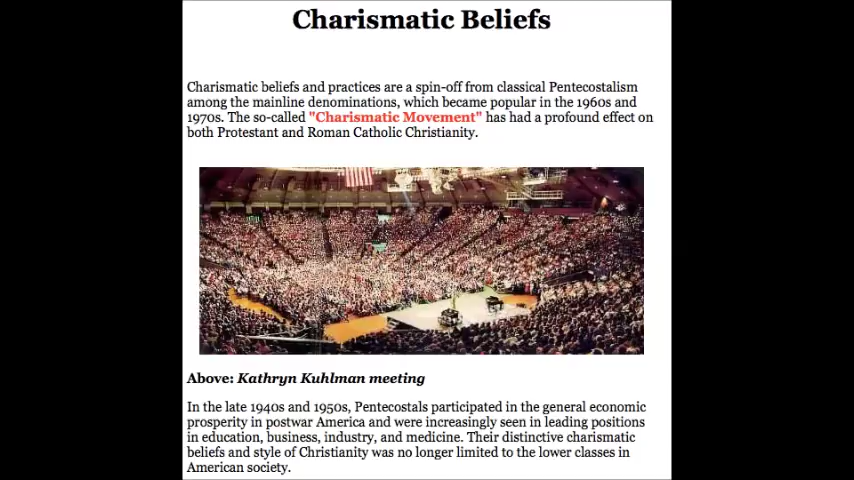 Charismatic Beliefs
Charismatic beliefs and practices are a spin-off from classical Pentecostalism
among the mainline denominations, which became popular in the 1960s and
1970s. The so-called "Charismatic Movement" has had a profound effect on
both Protestant and Roman Catholic Christianity.
Above: Kathryn Kuhlman meeting
In the late 1940s and 1950s, Pentecostals participated in the general economic
prosperity in postwar America and were increasingly seen in leading positions
in education, business, industry, and medicine. Their distinctive charismatic
beliefs and style of Christianity was no longer limited to the lower classes in
American society.